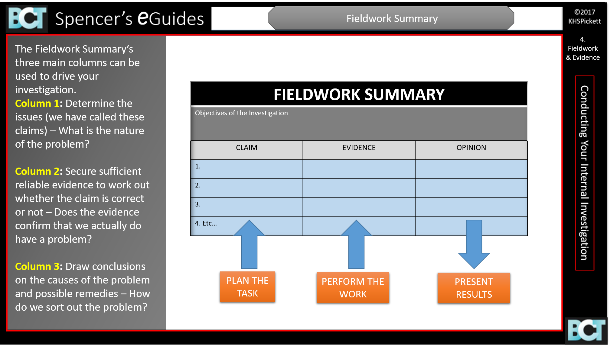 BCT Spencer's eGuides
Fieldwork Summary
©2017
KHSPickett
4.
Fieldwork
& Evidence
The Fieldwork Summary's
three main columns can be
used to drive your
investigation.
Column 1: Determine the
issues (we have called these
claims) – What is the nature
of the problem?
Column 2: Secure sufficient
reliable evidence to work out
whether the claim is correct
or not – Does the evidence
confirm that we actually do
have a problem?
Column 3: Draw conclusions
on the causes of the problem
and possible remedies – How
do we sort out the problem?
FIELDWORK SUMMARY
Objectives of the Investigation
CLAIM EVIDENCE OPINION
1.
2.
3.
4. Etc...
PLAN THE
TASK
PERFORM THE
WORK
PRESENT
RESULTS
Conducting Your Internal Investigation
BCT